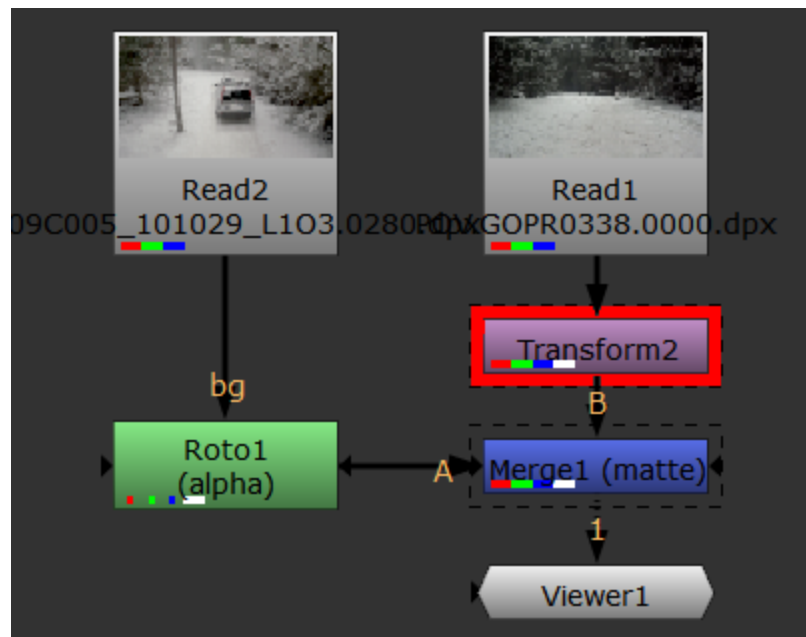 Read2
09C005_101029_L1O3.0280.dpx
Read1
GOPR0338.0000.dpx
bg
Transform2
B
Roto1
(alpha)
A
Merge1 (matte)
1
Viewer1